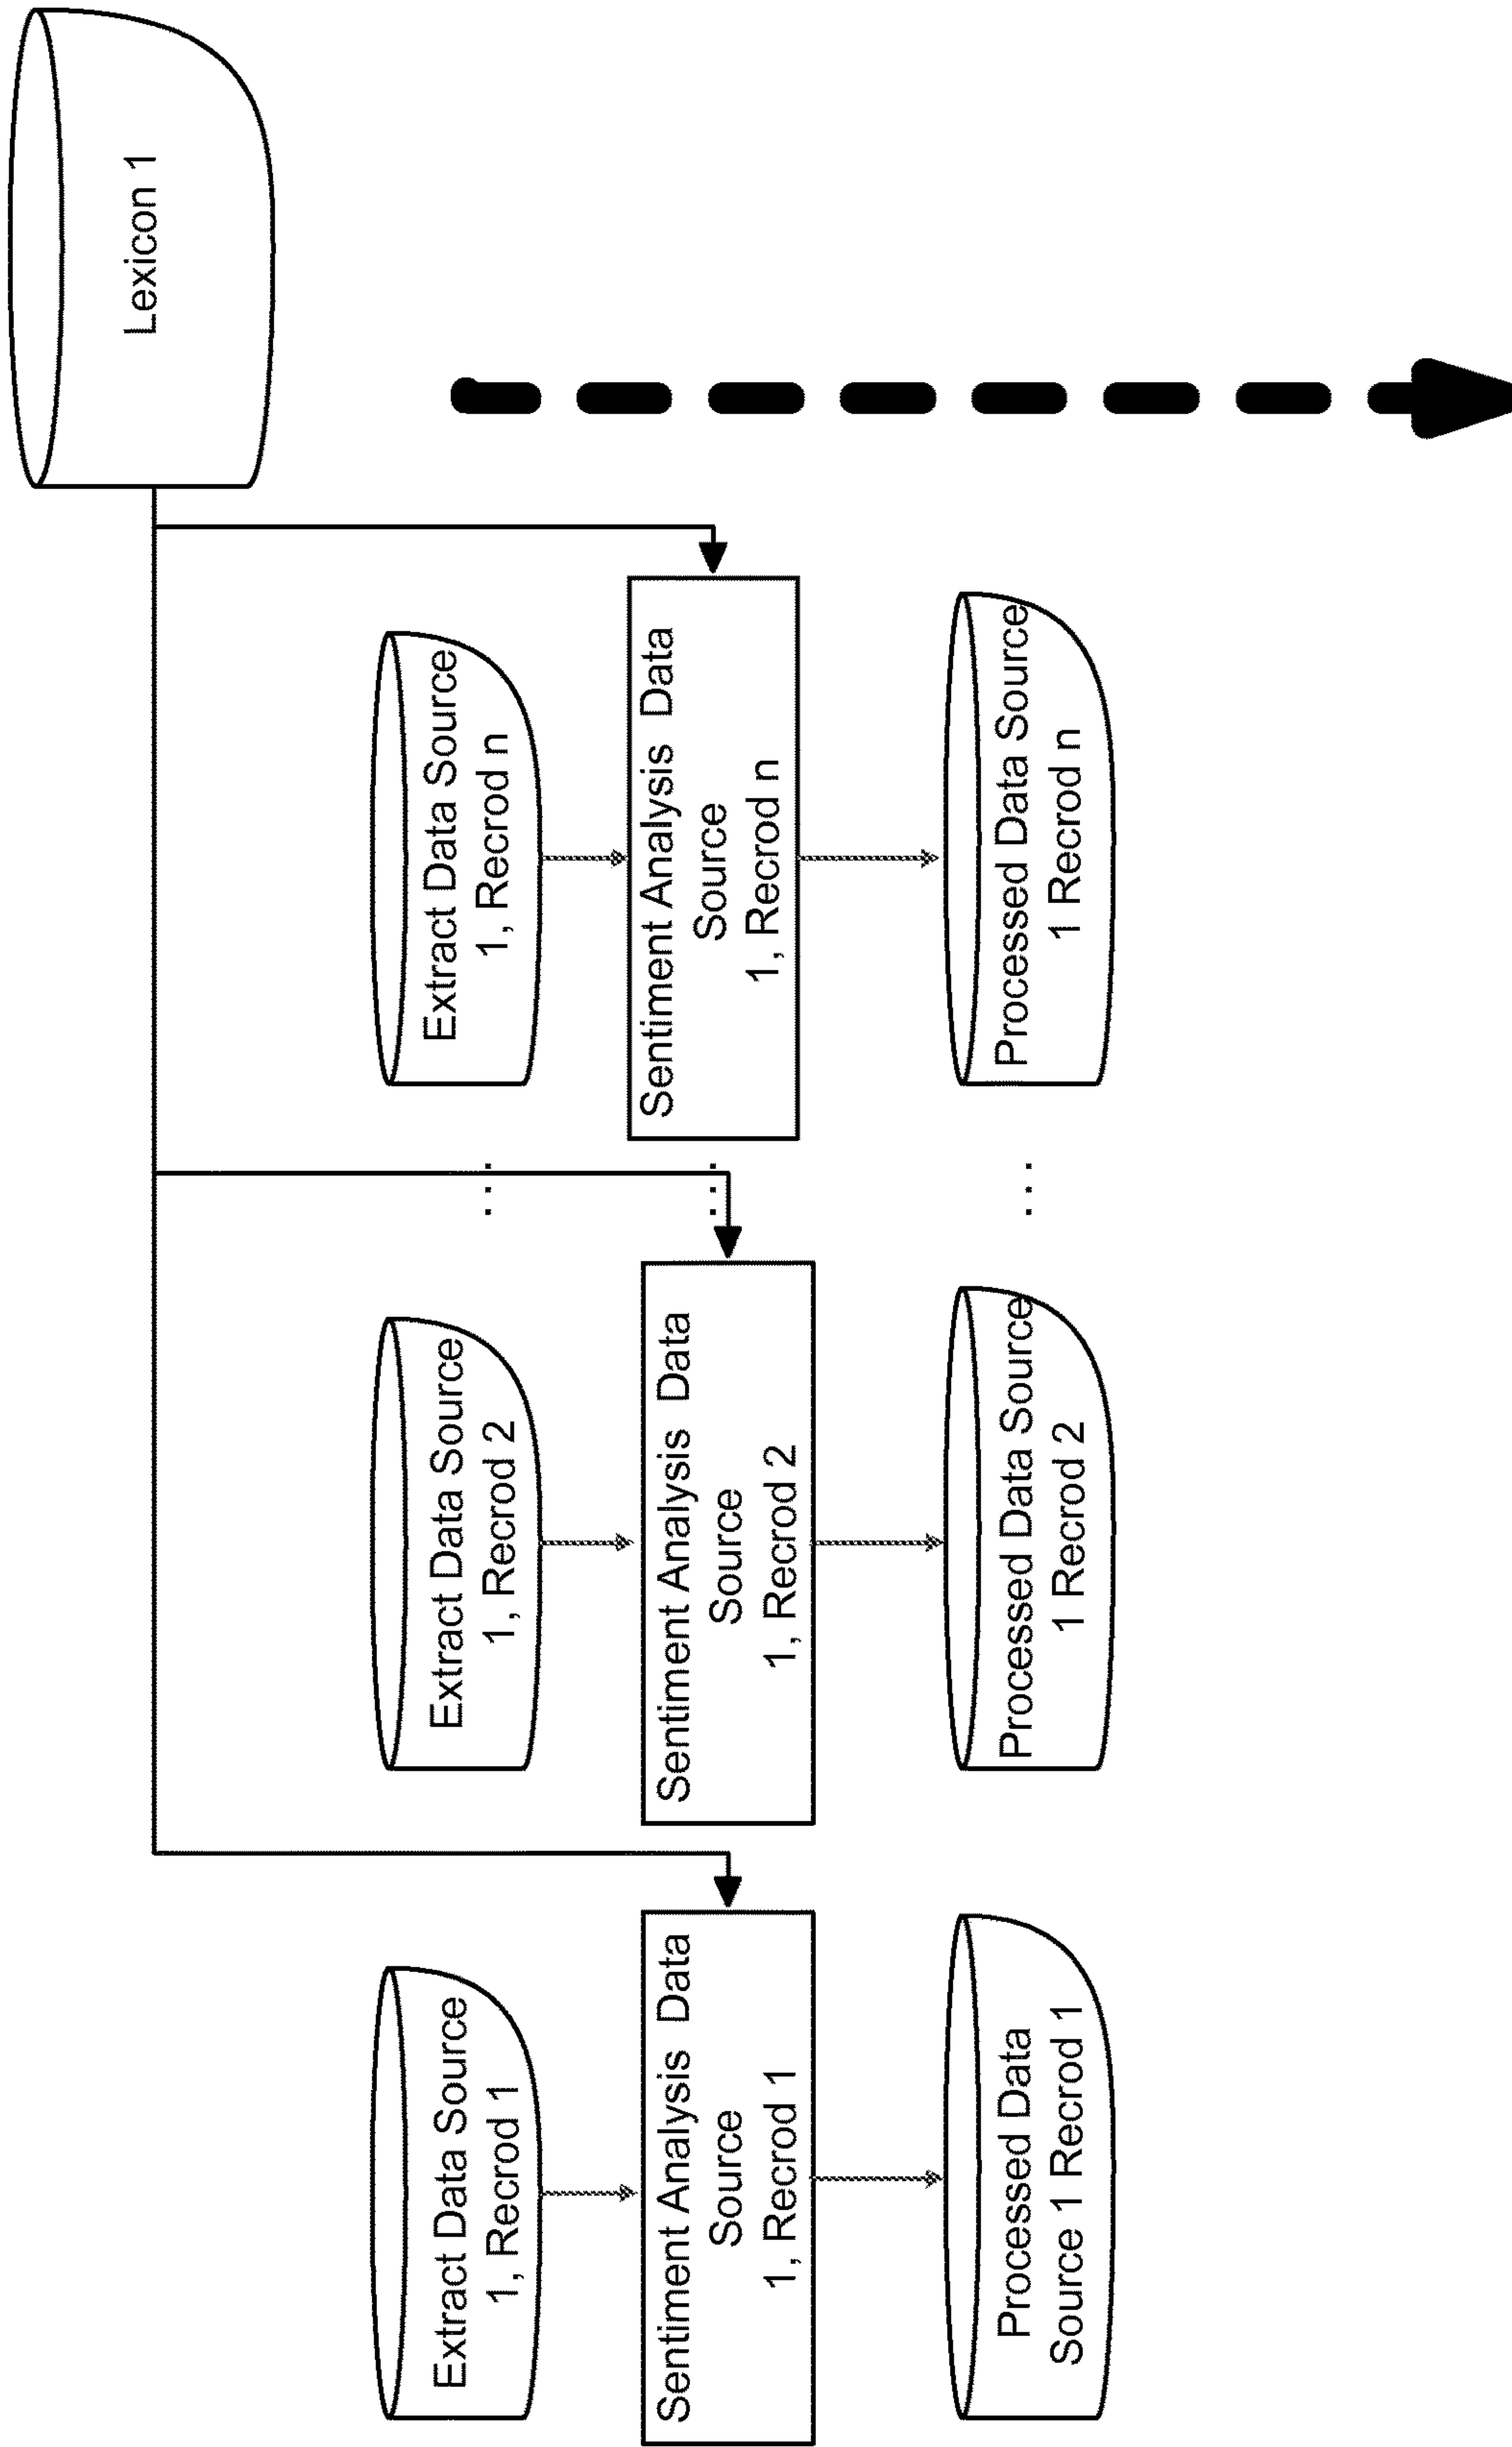 Lexicon 1
Extract Data Source
1, Recrod 1
Extract Data Source
1, Recrod 2
...
Extract Data Source
1, Recrod n
Sentiment Analysis Data
Source
1, Recrod 1
Sentiment Analysis Data
Source
1, Recrod 2
...
Sentiment Analysis Data
Source
1, Recrod n
Processed Data
Source 1 Recrod 1
Processed Data Source
1 Recrod 2
...
Processed Data Source
1 Recrod n